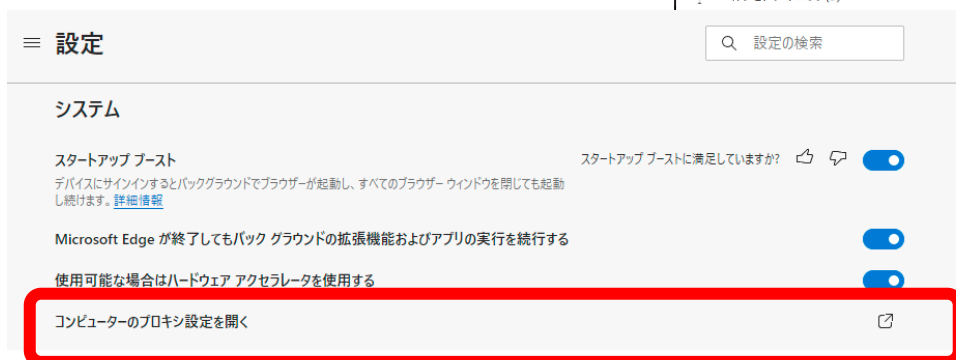 設定
設定の検索
システム
スタートアップ ブースト
スタートアップ ブーストに満足していますか?
デバイスにサインインするとバックグラウンドでブラウザーが起動し、すべてのブラウザー ウィンドウを閉じても起動
し続けます。詳細情報
Microsoft Edge が終了してもバック グラウンドの拡張機能およびアプリの実行を続行する
使用可能な場合はハードウェア アクセラレータを使用する
コンピューターのプロキシ設定を開く